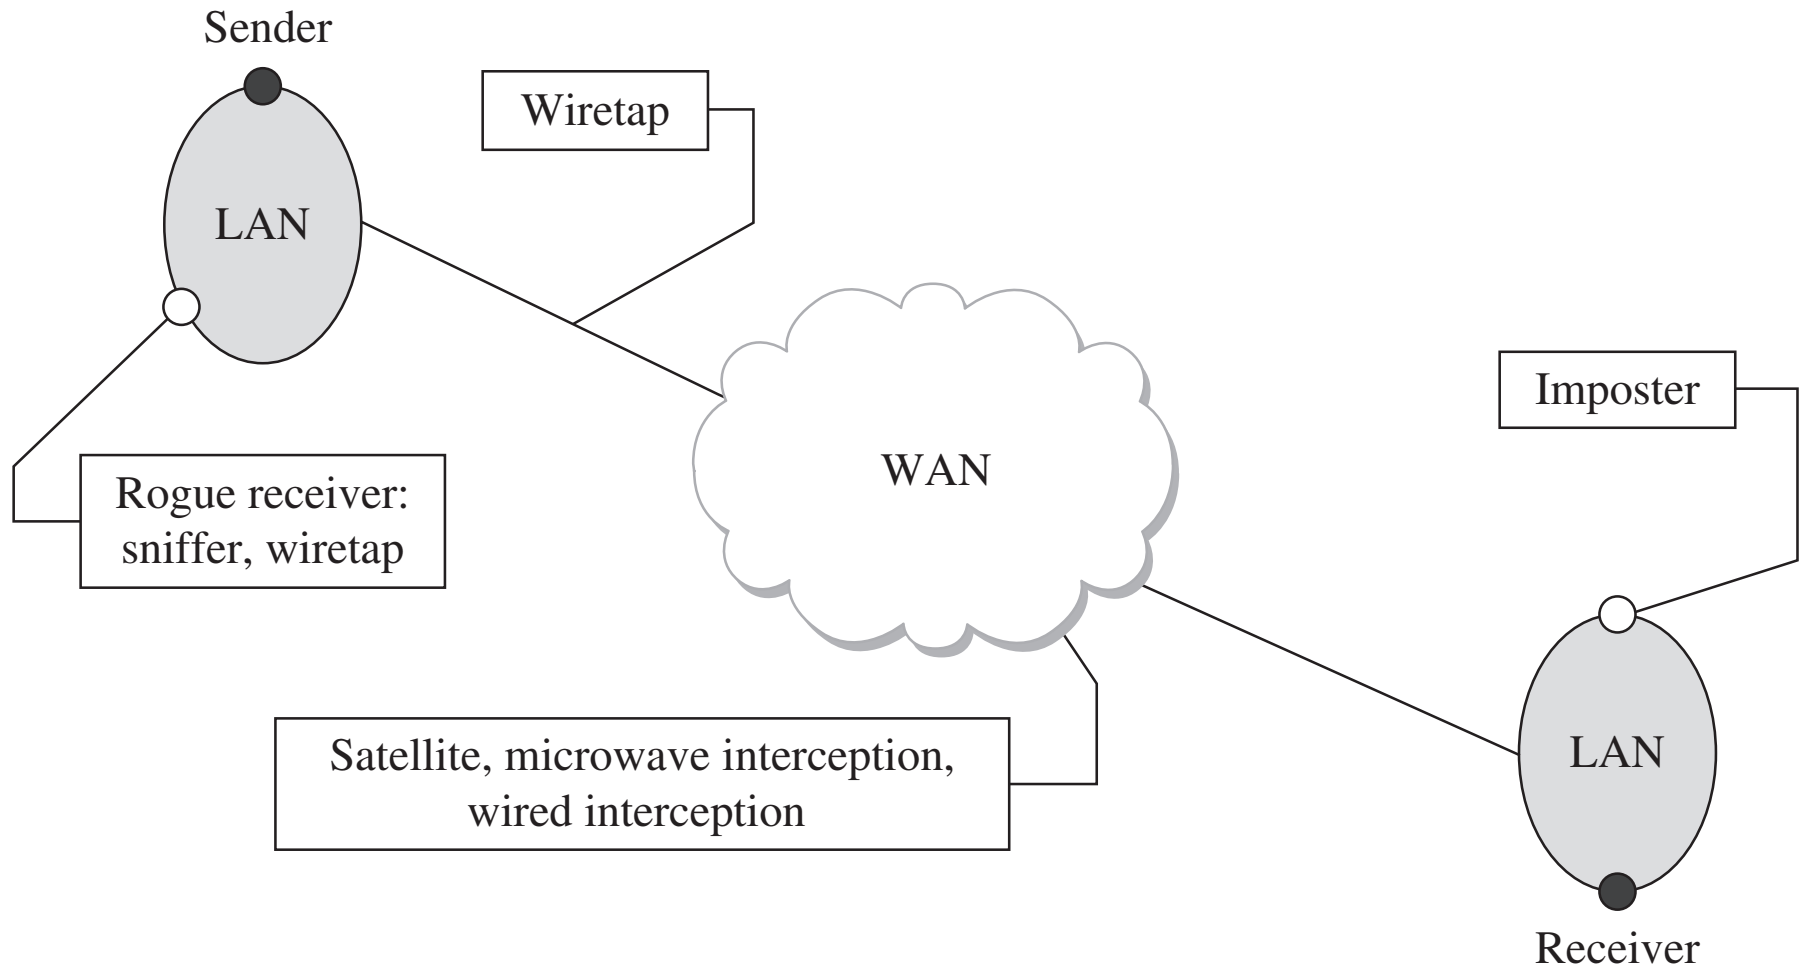 Sender
Wiretap
LAN
Imposter
WAN
Rogue receiver:
sniffer, wiretap
Satellite, microwave interception,
wired interception
LAN
Receiver